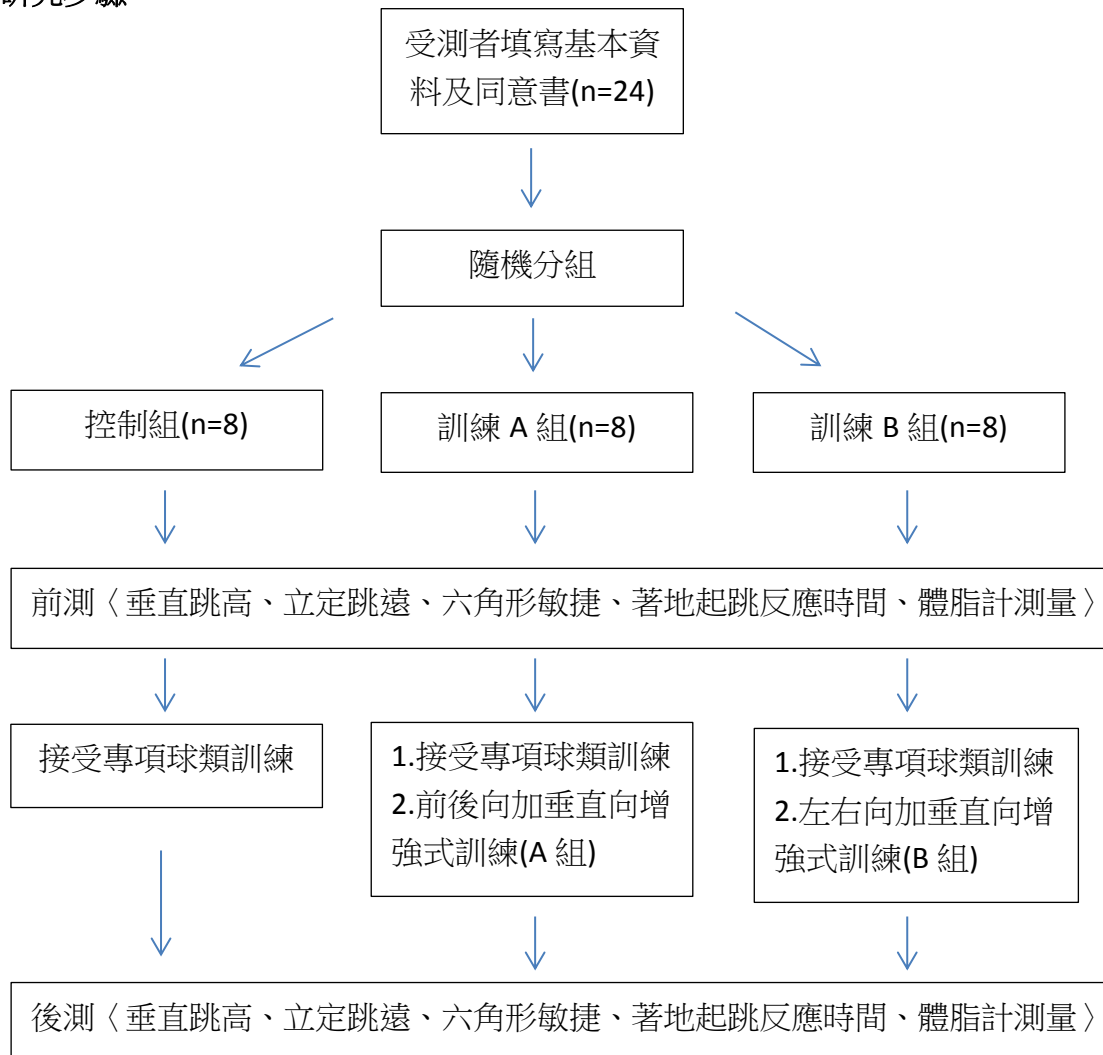 研究步驟
受測者填寫基本資
料及同意書(n=24)
隨機分組
控制組(n=8)
訓練 A 組(n=8)
訓練 B 組(n=8)
前測〈垂直跳高、立定跳遠、六角形敏捷、著地起跳反應時間、體脂計測量〉
接受專項球類訓練
1.接受專項球類訓練
2.前後向加垂直向增
強式訓練(A 組)
1.接受專項球類訓練
2.左右向加垂直向增
強式訓練(B 組)
後測〈垂直跳高、立定跳遠、六角形敏捷、著地起跳反應時間、體脂計測量〉